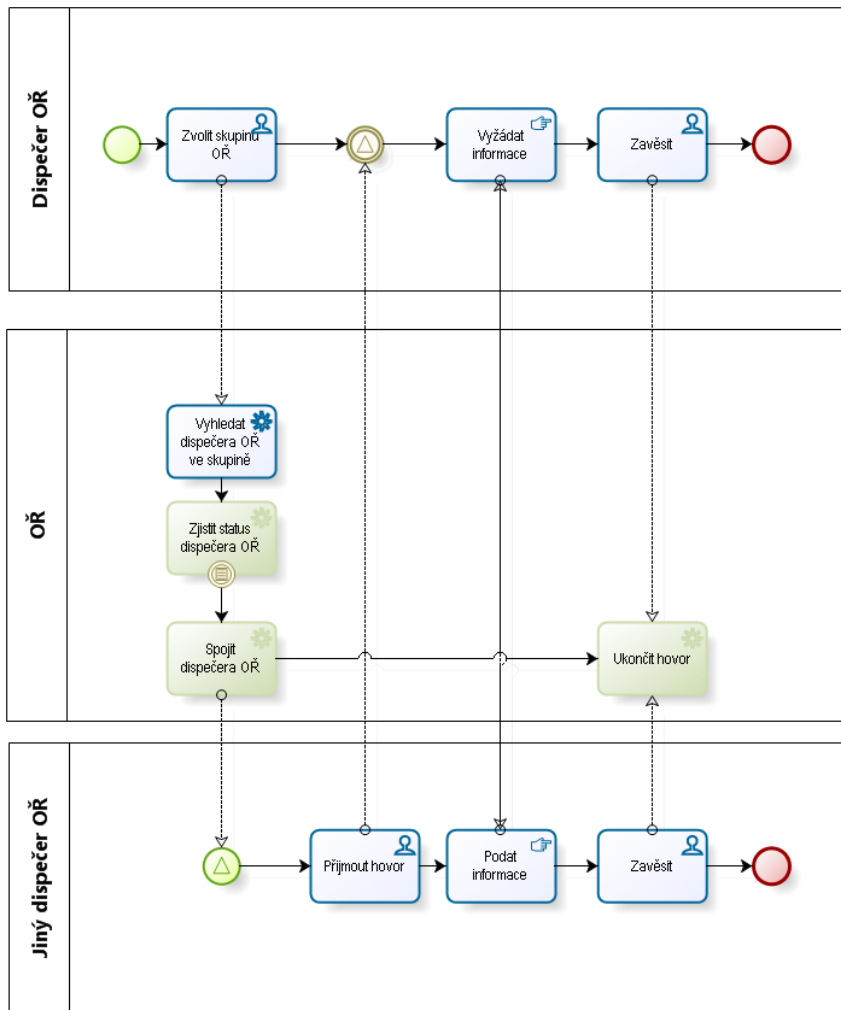 Dispečer OŘ
Zvolit skupinu
OŘ
Vyžádat
informace
Zavěsit
OŘ
Vyhledat
dispečera OŘ
ve skupině
Zjistit status
dispečera OŘ
Spojit
dispečera OŘ
Ukončit hovor
Jiný dispečer OŘ
Přijmout hovor
Podat
informace
Zavěsit